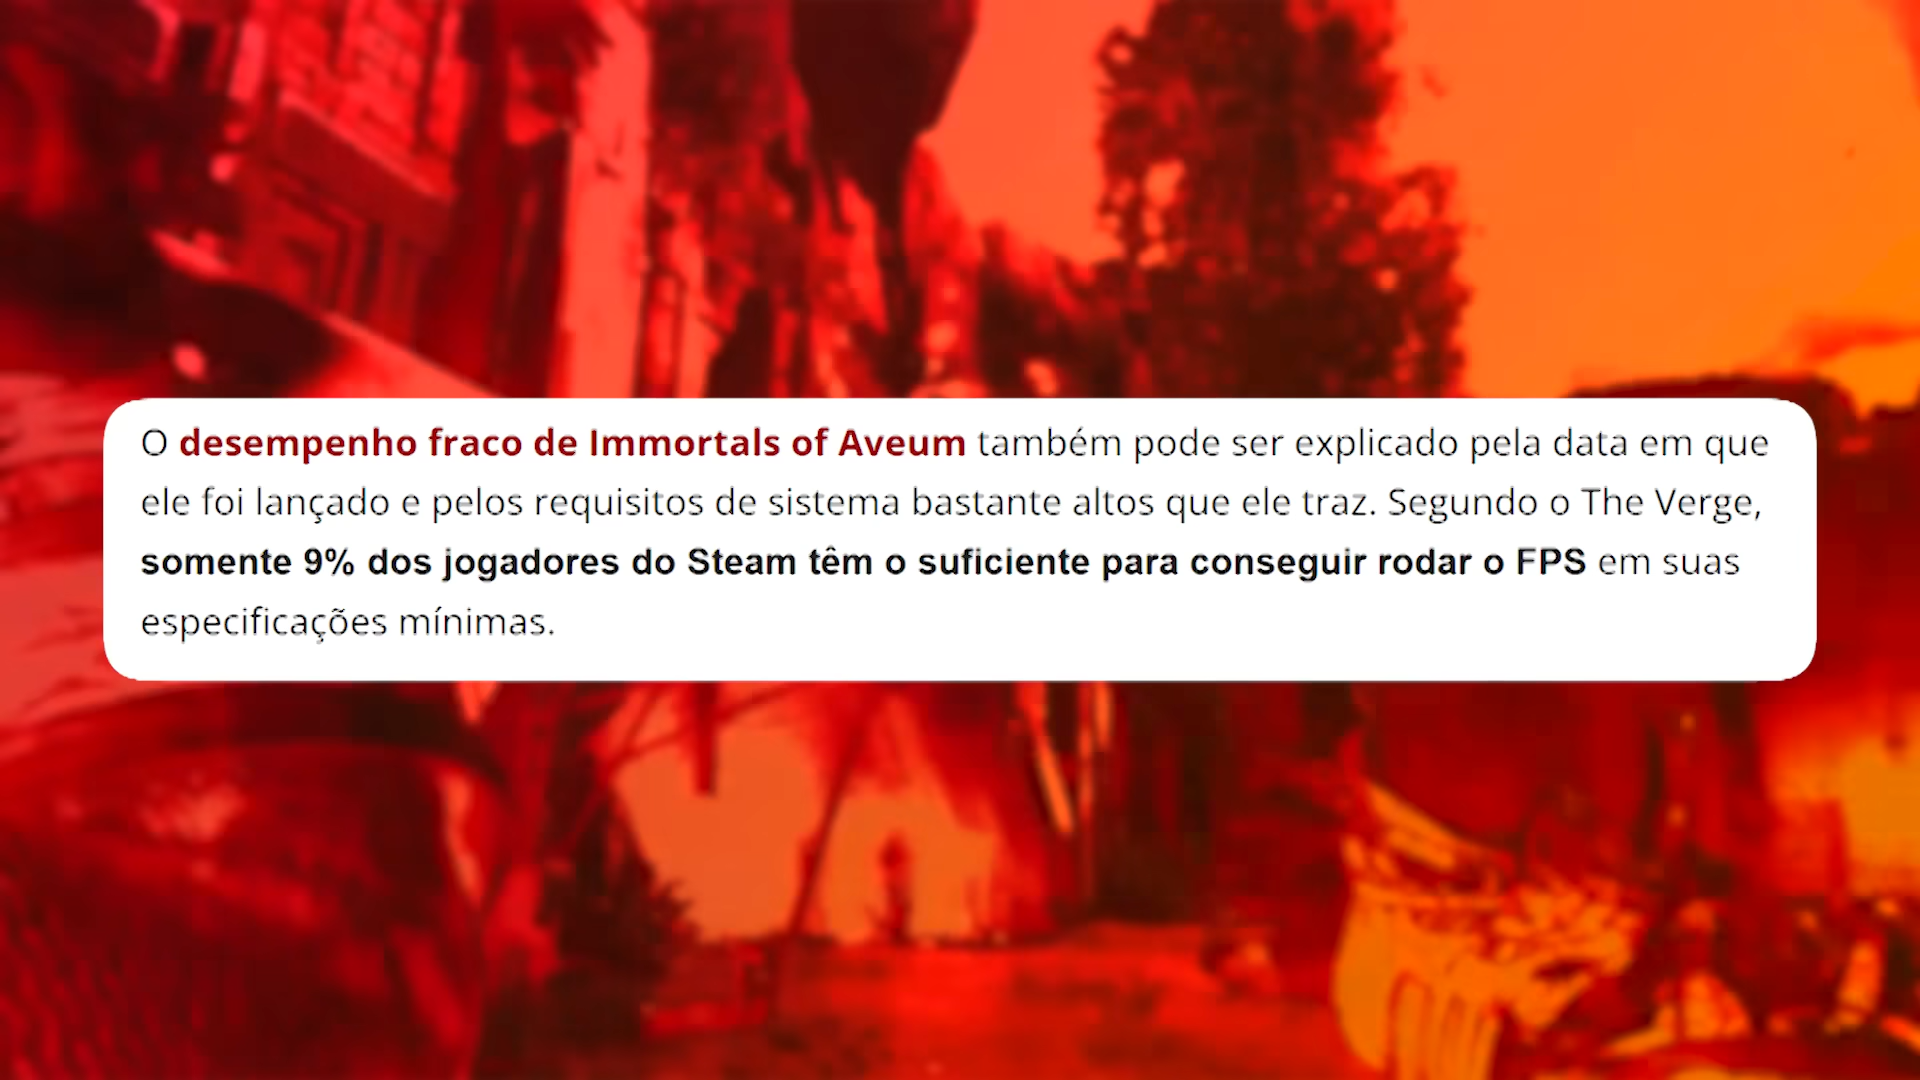 O desempenho fraco de Immortals of Aveum também pode ser explicado pela data em que
ele foi lançado e pelos requisitos de sistema bastante altos que ele traz. Segundo o The Verge,
somente 9% dos jogadores do Steam têm o suficiente para conseguir rodar o FPS em suas
especificações mínimas.